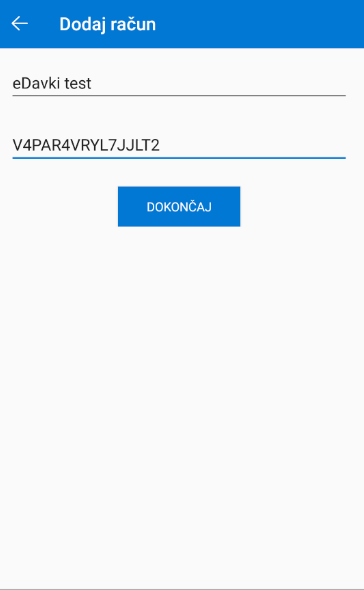 Dodaj račun
eDavki test
V4PAR4VRYL7JJLT2
DOKONČAJ